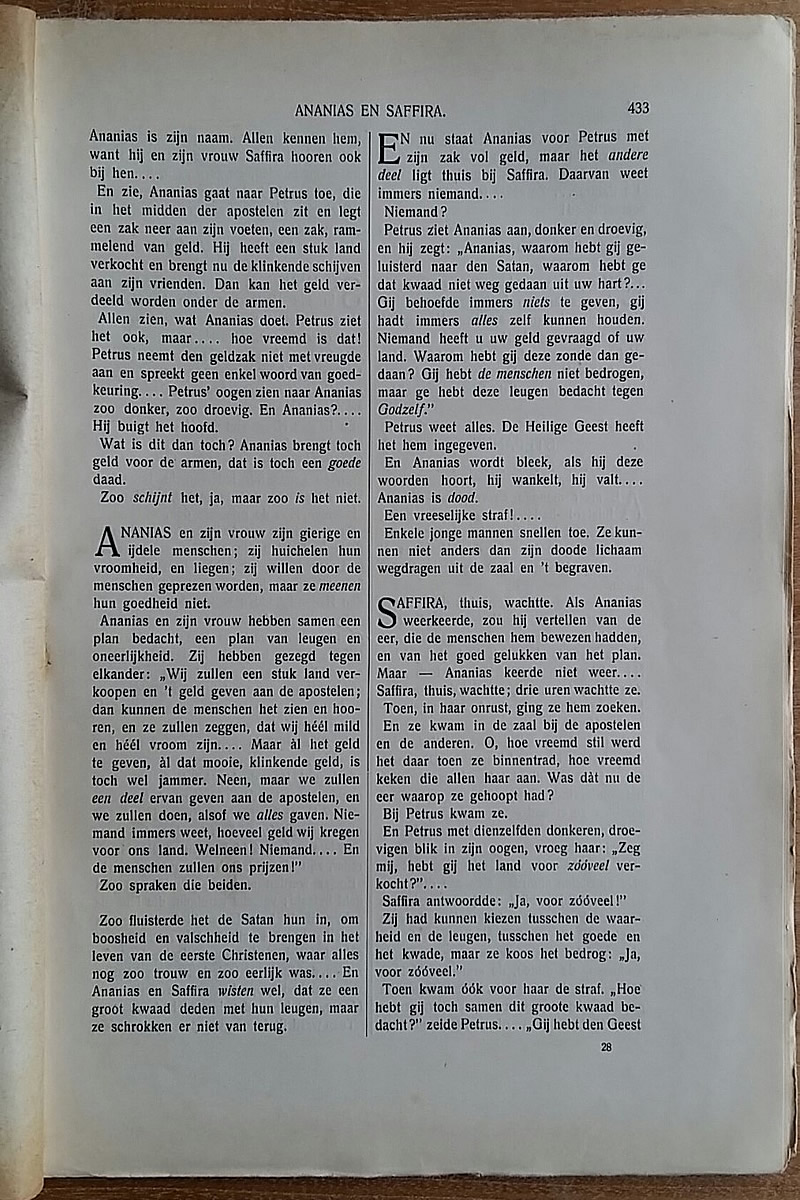 ANANIAS EN SAFFIRA.
433
Ananias is zijn naam. Allen kennen hem,
want hij en zijn vrouw Saffira hooren ook
bij hen....
En zie, Ananias gaat naar Petrus toe, die
in het midden der apostelen zit en legt
een zak neer aan zijn voeten, een zak, ram-
melend van geld. Hij heeft een stuk land
verkocht en brengt nu de klinkende schijven
aan zijn vrienden. Dan kan het geld ver-
deeld worden onder de armen.
Allen zien, wat Ananias doet. Petrus ziet
het ook, maar.... hoe vreemd is dat!
Petrus neemt den geldzak niet met vreugde
aan en spreekt geen enkel woord van goed-
keuring.... Petrus' oogen zien naar Ananias
zoo donker, zoo droevig. En Ananias?....
Hij buigt het hoofd.
Wat is dit dan toch? Ananias brengt toch
geld voor de armen, dat is toch een goede
daad.
Zoo schijnt het, ja, maar zoo is het niet.
ANANIAS en zijn vrouw zijn gierige en
ijdele menschen; zij huichelen hun
vroomheid, en liegen; zij willen door de
menschen geprezen worden, maar ze meenen
hun goedheid niet.
Ananias en zijn vrouw hebben samen een
plan bedacht, een plan van leugen en
oneerlijkheid. Zij hebben gezegd tegen
elkander: „Wij zullen een stuk land ver-
koopen en 't geld geven aan de apostelen;
dan kunnen de menschen het zien en hoo-
ren, en ze zullen zeggen, dat wij héél mild
en héél vroom zijn.... Maar àl het geld
te geven, àl dat mooie, klinkende geld, is
toch wel jammer. Neen, maar we zullen
een deel ervan geven aan de apostelen, en
we zullen doen, alsof we alles gaven. Nie-
mand immers weet, hoeveel geld wij kregen
voor ons land. Welneen! Niemand.... En
de menschen zullen ons prijzen!"
Zoo spraken die beiden.
Zoo fluisterde het de Satan hun in, om
boosheid en valschheid te brengen in het
leven van de eerste Christenen, waar alles
nog zoo trouw en zoo eerlijk was.... En
Ananias en Saffira wisten wel, dat ze een
groot kwaad deden met hun leugen, maar
ze schrokken er niet van terug.
EN nu staat Ananias voor Petrus met
zijn zak vol geld, maar het andere
deel ligt thuis bij Saffira. Daarvan weet
immers niemand....
Niemand?
Petrus ziet Ananias aan, donker en droevig,
en hij zegt: „Ananias, waarom hebt gij ge-
luisterd naar den Satan, waarom hebt ge
dat kwaad niet weg gedaan uit uw hart?...
Gij behoefde immers niets te geven, gij
hadt immers alles zelf kunnen houden.
Niemand heeft u uw geld gevraagd of uw
land. Waarom hebt gij deze zonde dan ge-
daan? Gij hebt de menschen niet bedrogen,
maar ge hebt deze leugen bedacht tegen
Godzelf."
Petrus weet alles. De Heilige Geest heeft
het hem ingegeven.
En Ananias wordt bleek, als hij deze
woorden hoort, hij wankelt, hij valt....
Ananias is dood.
Een vreeselijke straf!....
Enkele jonge mannen snellen toe. Ze kun-
nen niet anders dan zijn doode lichaam
wegdragen uit de zaal en 't begraven.
SAFFIRA, thuis, wachtte. Als Ananias
weerkeerde, zou hij vertellen van de
eer, die de menschen hem bewezen hadden,
en van het goed gelukken van het plan.
Maar — Ananias keerde niet weer....
Saffira, thuis, wachtte; drie uren wachtte ze.
Toen, in haar onrust, ging ze hem zoeken.
En ze kwam in de zaal bij de apostelen
en de anderen. O, hoe vreemd stil werd
het daar toen ze binnentrad, hoe vreemd
keken die allen haar aan. Was dàt nu de
eer waarop ze gehoopt had?
Bij Petrus kwam ze.
En Petrus met dienzelfden donkeren, droe-
vigen blik in zijn oogen, vroeg haar: „Zeg
mij, hebt gij het land voor zóóveel ver-
kocht?"....
Saffira antwoordde: „Ja, voor zóóveel!"
Zij had kunnen kiezen tusschen de waar-
heid en de leugen, tusschen het goede en
het kwade, maar ze koos het bedrog: „Ja,
voor zóóveel."
Toen kwam óók voor haar de straf. „Hoe
hebt gij toch samen dit groote kwaad be-
dacht?" zeide Petrus.... „Gij hebt den Geest
28